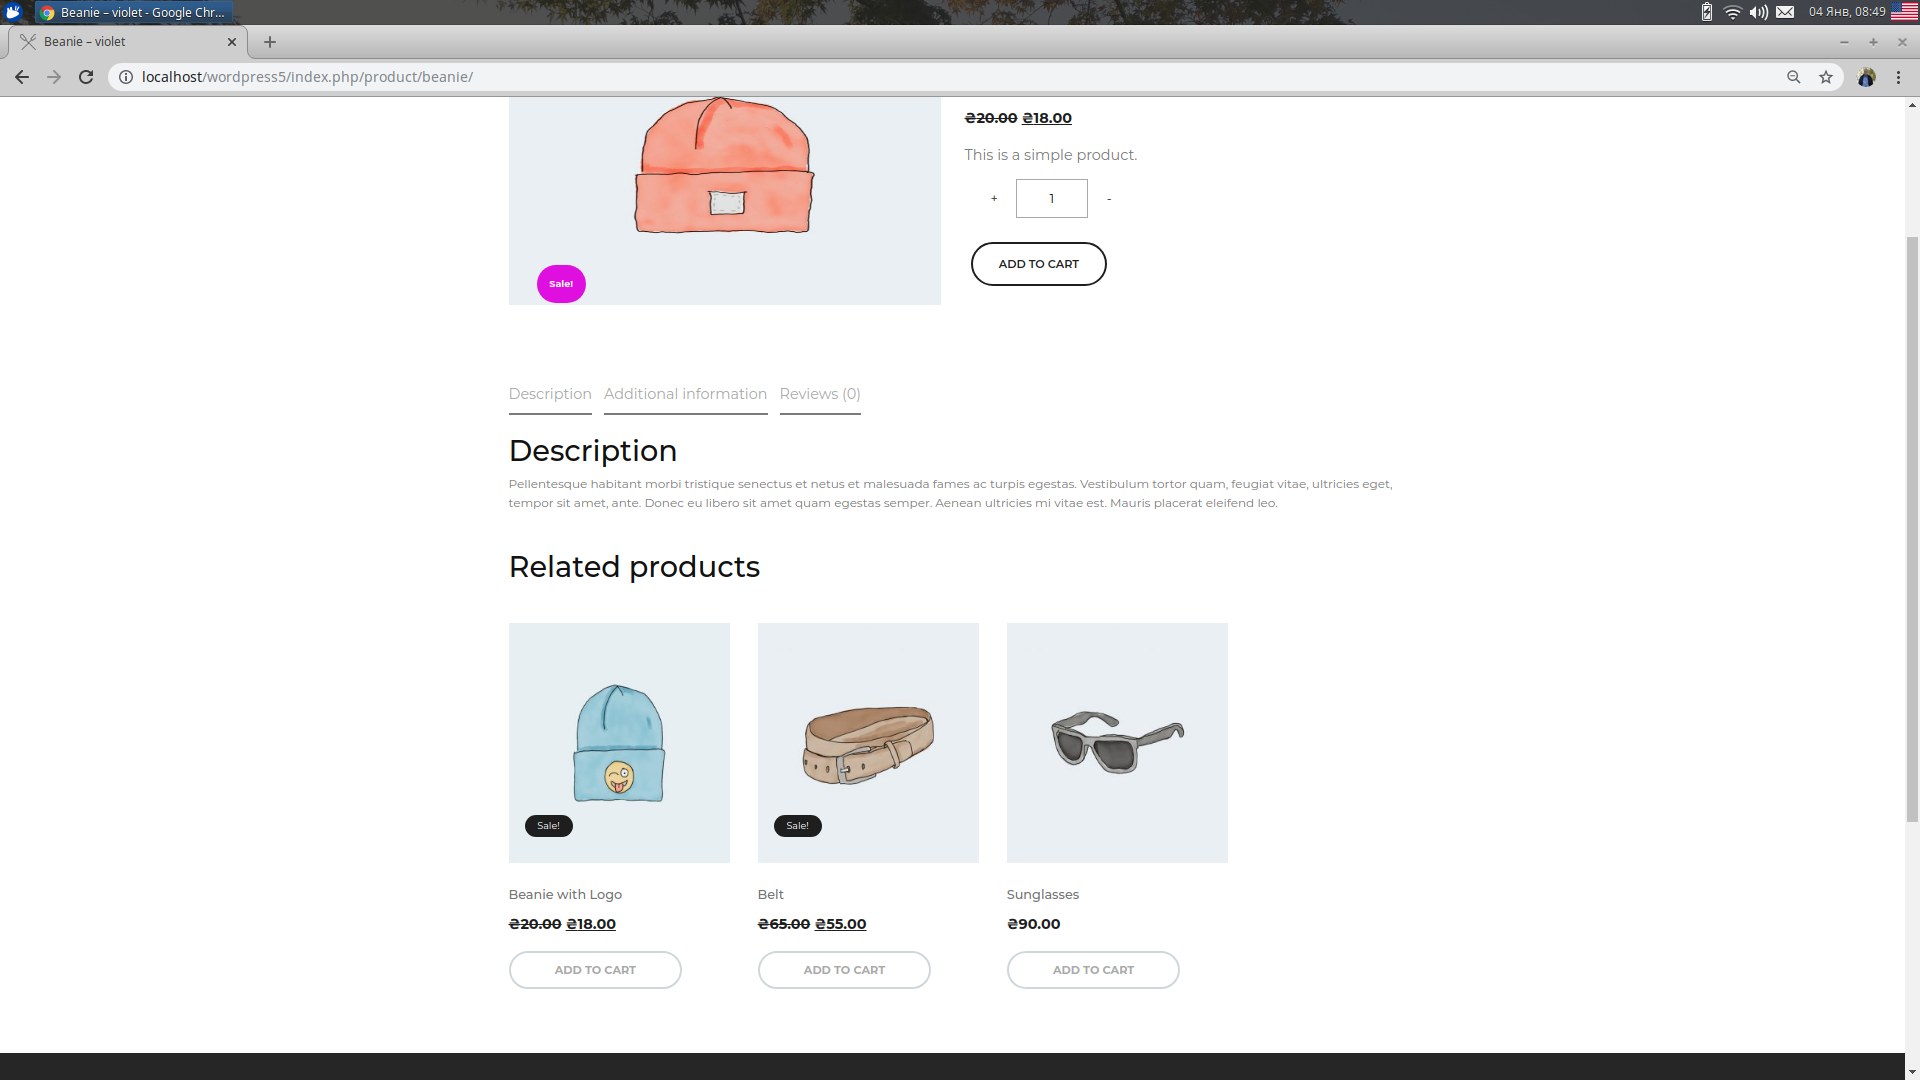 Beanie – violet - Google Chr...
04 Янв, 08:49
Beanie – violet
localhost/wordpress5/index.php/product/beanie/
₴20.00 ₴18.00
This is a simple product.
+ 1 -
ADD TO CART
Sale!
Description Additional information Reviews (0)
Description
Pellentesque habitant morbi tristique senectus et netus et malesuada fames ac turpis egestas. Vestibulum tortor quam, feugiat vitae, ultricies eget,
tempor sit amet, ante. Donec eu libero sit amet quam egestas semper. Aenean ultricies mi vitae est. Mauris placerat eleifend leo.
Related products
Sale! Sale!
Beanie with Logo Belt Sunglasses
₴20.00 ₴18.00 ₴65.00 ₴55.00 ₴90.00
ADD TO CART ADD TO CART ADD TO CART